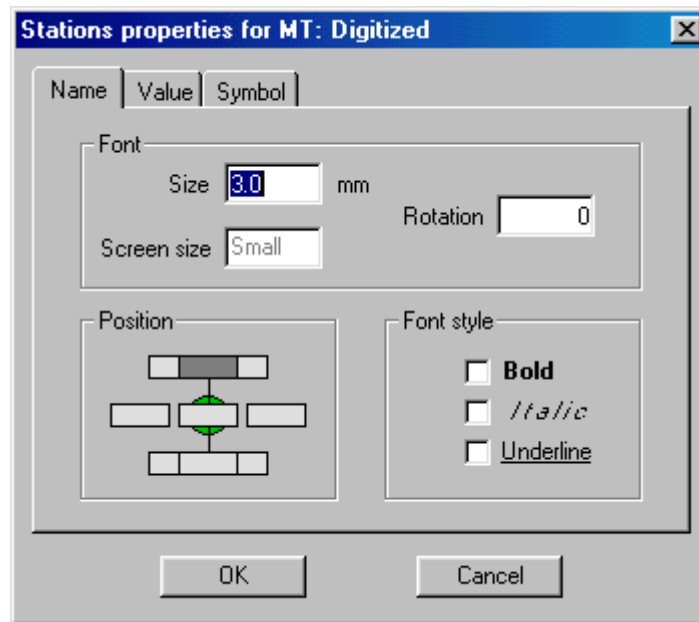 Stations properties for MT: Digitized
Name Value Symbol
Font
Size 3.0 mm
Rotation 0
Screen size Small
Position
Font style
Bold
Italic
Underline
OK Cancel